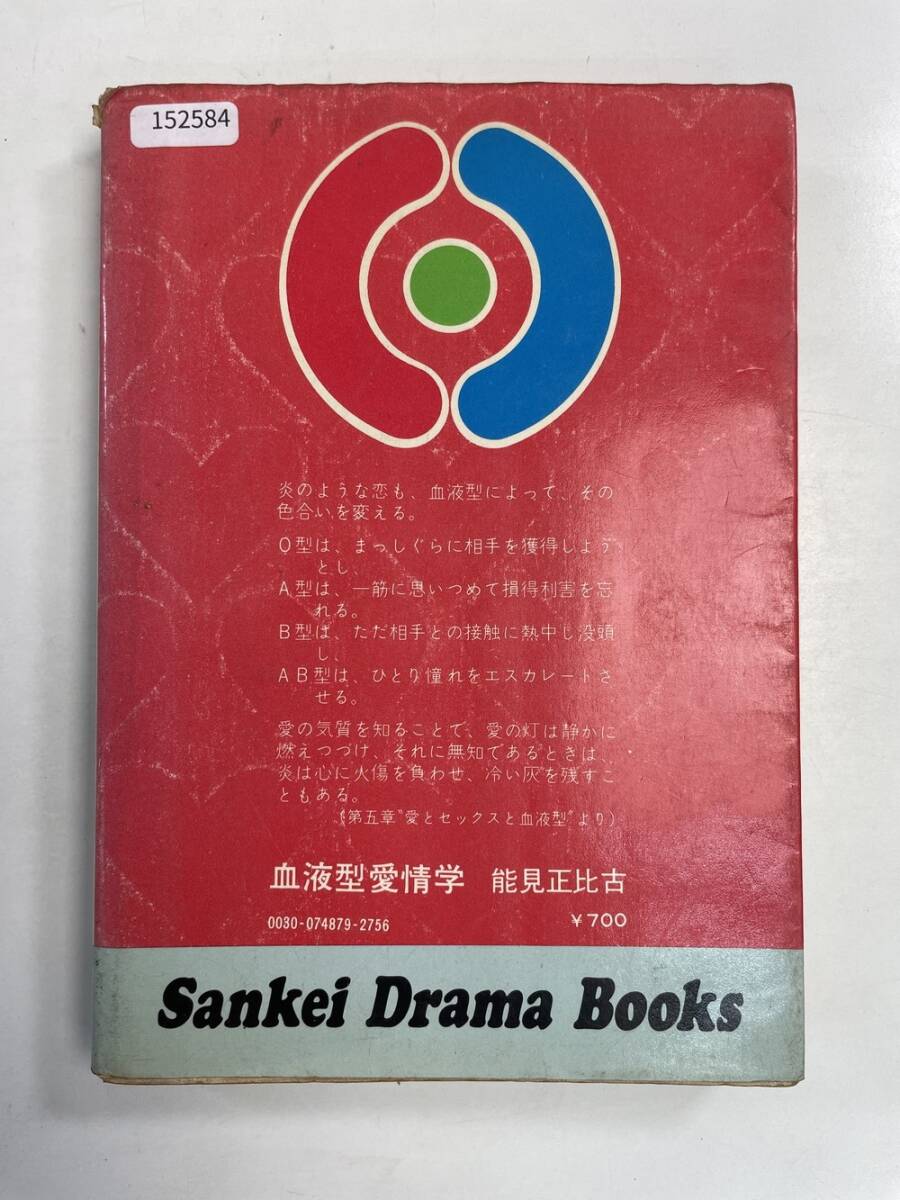 152584
炎のような恋も、血液型によって、その
色合いを変える。
O型は、まっしぐらに相手を獲得しよう
とし、
A型は、一筋に思いつめて損得利害を忘
れる。
B型は、ただ相手との接触に熱中し没頭
し、
AB型は、ひとり憧れをエスカレートさ
せる。
愛の気質を知ることで、愛の灯は静かに
燃えつづけ、それに無知であるときは、
炎は心に火傷を負わせ、冷い灰を残すこ
ともある。
(第五章“愛とセックスと血液型”より)
血液型愛情学 能見正比古
0030-074879-2756 ¥700
Sankei Drama Books